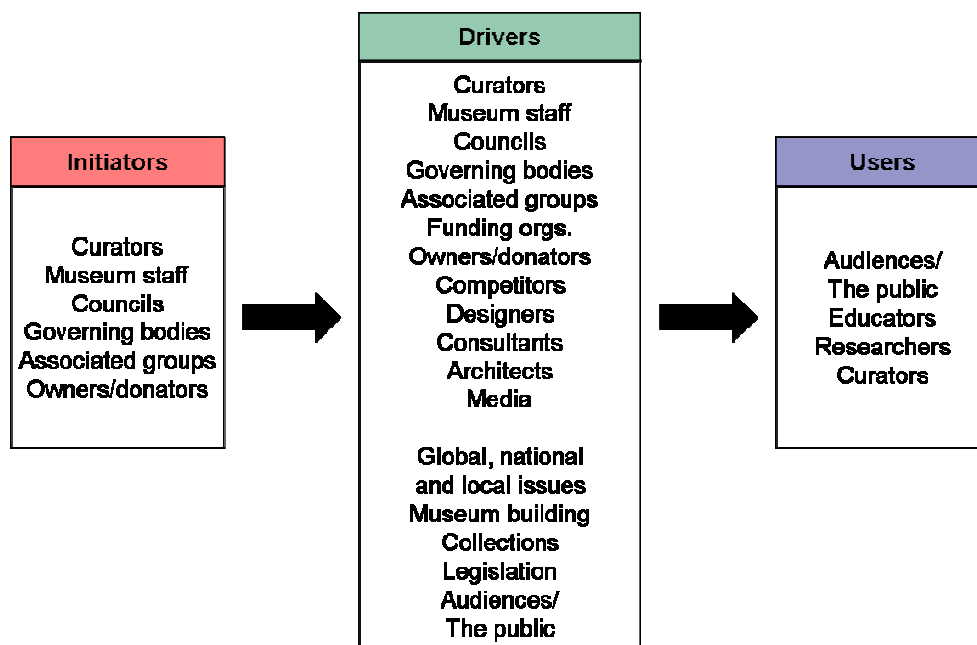 Initiators
Curators
Museum staff
Councils
Governing bodies
Associated groups
Owners/donators
Drivers
Curators
Museum staff
Councils
Governing bodies
Associated groups
Funding orgs.
Owners/donators
Competitors
Designers
Consultants
Architects
Media
Global, national
and local issues
Museum building
Collections
Legislation
Audiences/
The public
Users
Audiences/
The public
Educators
Researchers
Curators